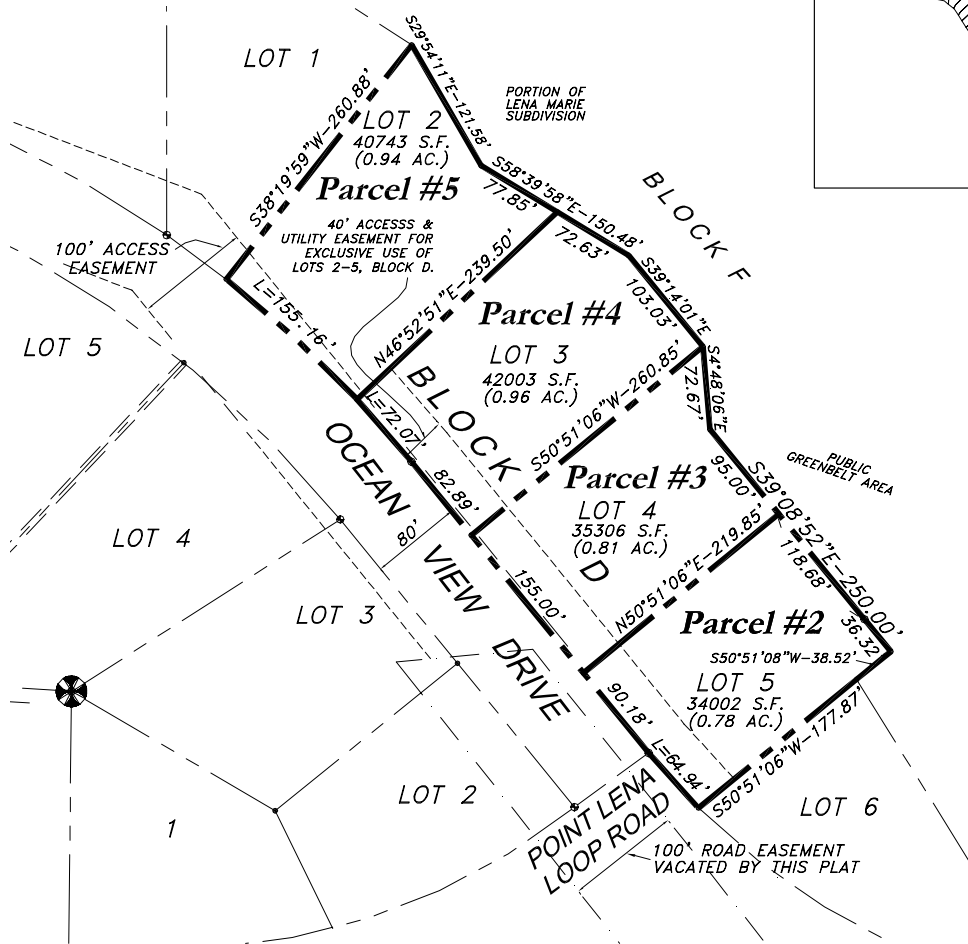 LOT 1
S29°54'11"E-121.58'
S38°19'59"W-260.88'
PORTION OF
LENA MARIE
SUBDIVISION
LOT 2
40743 S.F.
(0.94 AC.)
Parcel #5
S58°39'58"E-150.48'
77.85'
72.63'
BLOCK F
40' ACCESSS &
UTILITY EASEMENT FOR
EXCLUSIVE USE OF
LOTS 2-5, BLOCK D.
100' ACCESS
EASEMENT
L=155.16'
N46°52'51"E-239.50'
S39°14'01"E
103.03'
Parcel #4
LOT 3
42003 S.F.
(0.96 AC.)
LOT 5
S4°48'06"E
72.67'
S50°51'06"W-260.85'
L=72.07'
82.89'
BLOCK D
OCEAN VIEW DRIVE
80'
Parcel #3
LOT 4
35306 S.F.
(0.81 AC.)
95.00'
S39°08'52"E-250.00'
PUBLIC
GREENBELT AREA
LOT 4
155.00'
N50°51'06"E-219.85'
118.68'
36.32
LOT 3
Parcel #2
S50°51'08"W-38.52'
LOT 5
34002 S.F.
(0.78 AC.)
90.18'
L=64.94'
S50°51'06"W-177.87'
LOT 2
LOT 6
1
POINT LENA
LOOP ROAD
100' ROAD EASEMENT
VACATED BY THIS PLAT